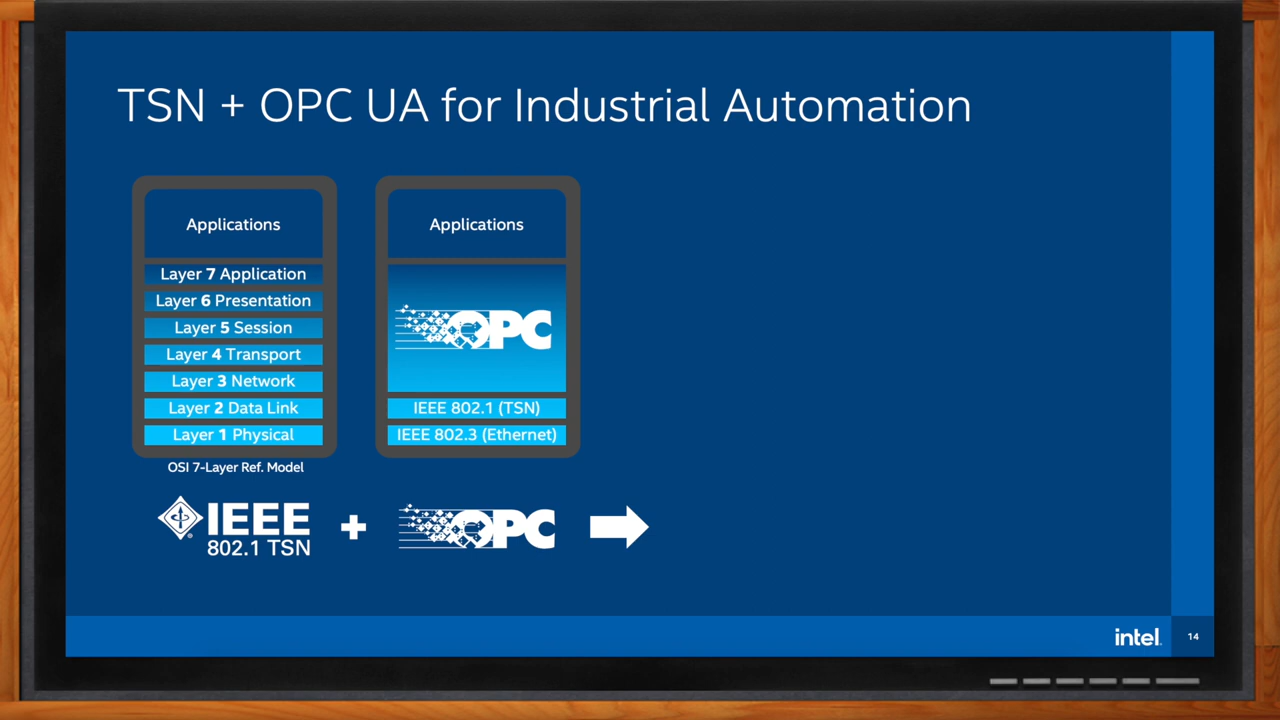 TSN + OPC UA for Industrial Automation
Applications
Layer 7 Application
Layer 6 Presentation
Layer 5 Session
Layer 4 Transport
Layer 3 Network
Layer 2 Data Link
Layer 1 Physical
OSI 7-Layer Ref. Model
Applications
OPC
IEEE 802.1 (TSN)
IEEE 802.3 (Ethernet)
IEEE
802.1 TSN
+
OPC
intel.
14